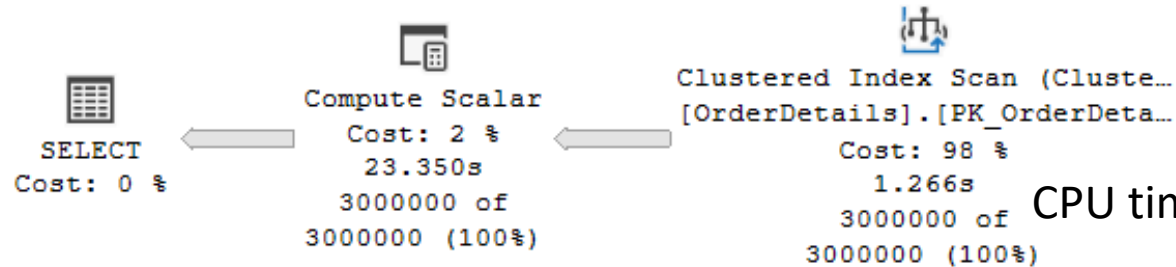 SELECT
Cost: 0 %
Compute Scalar
Cost: 2 %
23.350s
3000000 of
3000000 (100%)
Clustered Index Scan (Cluste…
[OrderDetails].[PK_OrderDeta…
Cost: 98 %
1.266s
3000000 of
3000000 (100%)
CPU tin